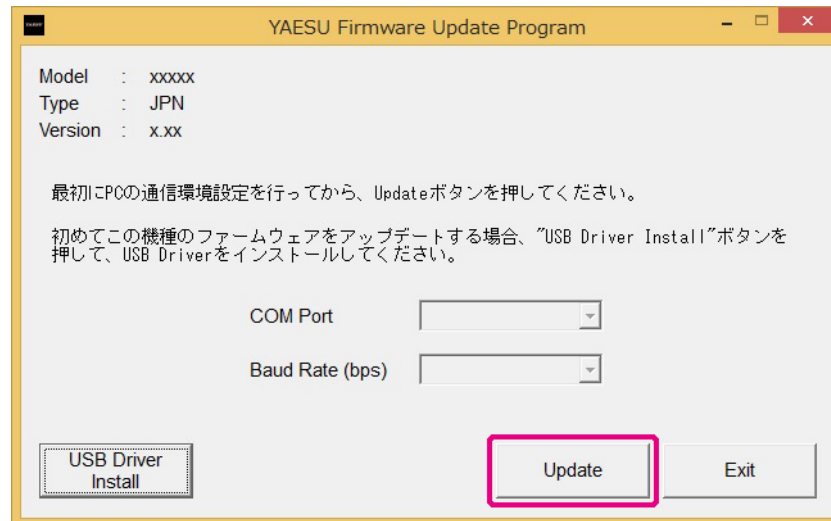 YAESU Firmware Update Program
Model : xxxxx
Type : JPN
Version : x.xx
最初にPCの通信環境設定を行ってから、Updateボタンを押してください。
初めてこの機種のファームウェアをアップデートする場合、"USB Driver Install"ボタンを
押して、USB Driverをインストールしてください。
COM Port
Baud Rate (bps)
USB Driver
Install
Update
Exit